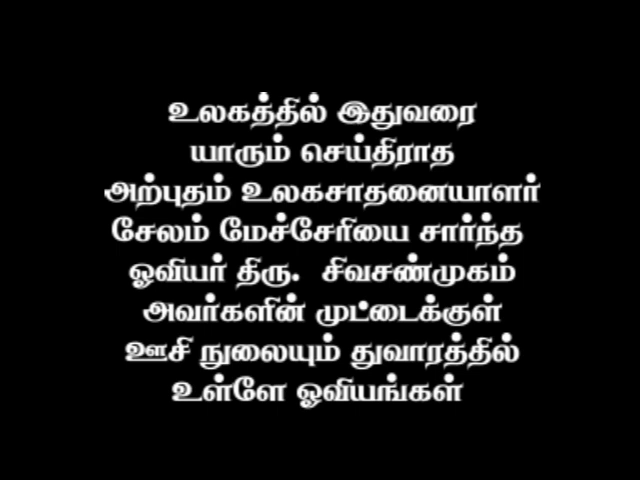 உலகத்தில் இதுவரை
யாரும் செய்திராத
அற்புதம் உலகசாதனையாளர்
சேலம் மேச்சேரியை சார்ந்த
ஓவியர் திரு. சிவசண்முகம்
அவர்களின் முட்டைக்குள்
ஊசி நுலையும் துவாரத்தில்
உள்ளே ஓவியங்கள்